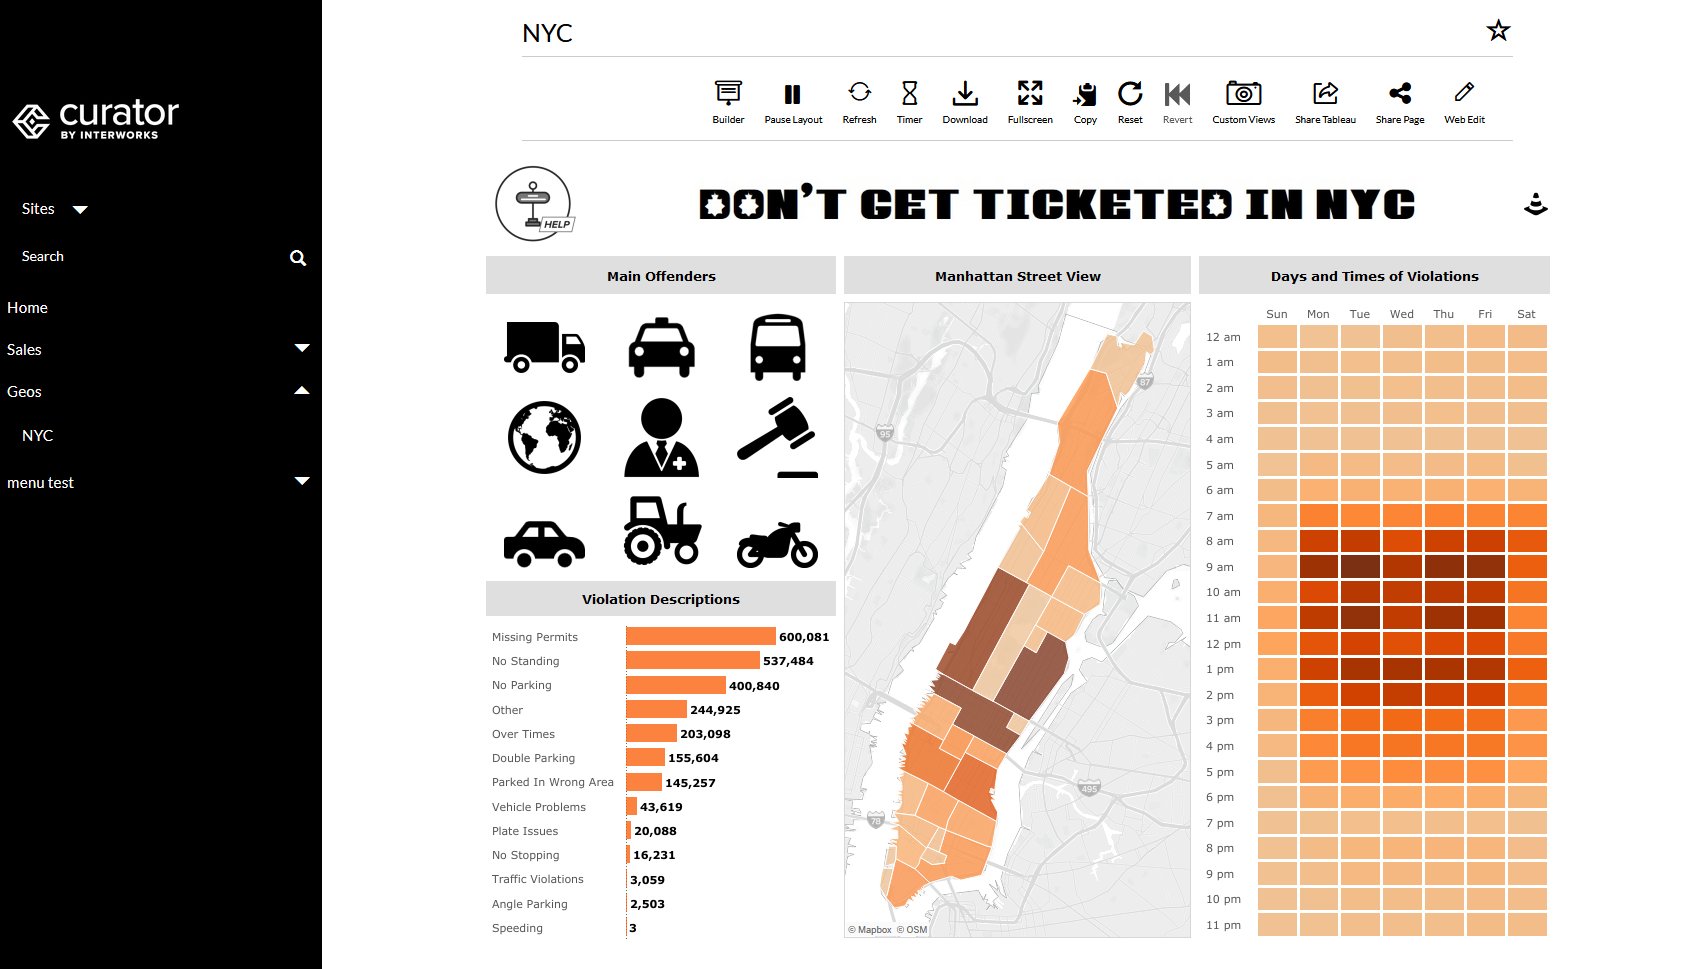 NYC
curator
BY INTERWORKS
Sites
Search
Home
Sales
Geos
NYC
menu test
Builder
Pause Layout
Refresh
Timer
Download
Fullscreen
Copy
Reset
Revert
Custom Views
Share Tableau
Share Page
Web Edit
HELP
DON'T GET TICKETED IN NYC
Main Offenders
Violation Descriptions
Missing Permits 600,081
No Standing 537,484
No Parking 400,840
Other 244,925
Over Times 203,098
Double Parking 155,604
Parked In Wrong Area 145,257
Vehicle Problems 43,619
Plate Issues 20,088
No Stopping 16,231
Traffic Violations 3,059
Angle Parking 2,503
Speeding 3
Manhattan Street View
87
95
495
78
© Mapbox © OSM
Days and Times of Violations
Sun Mon Tue Wed Thu Fri Sat
12 am
1 am
2 am
3 am
4 am
5 am
6 am
7 am
8 am
9 am
10 am
11 am
12 pm
1 pm
2 pm
3 pm
4 pm
5 pm
6 pm
7 pm
8 pm
9 pm
10 pm
11 pm